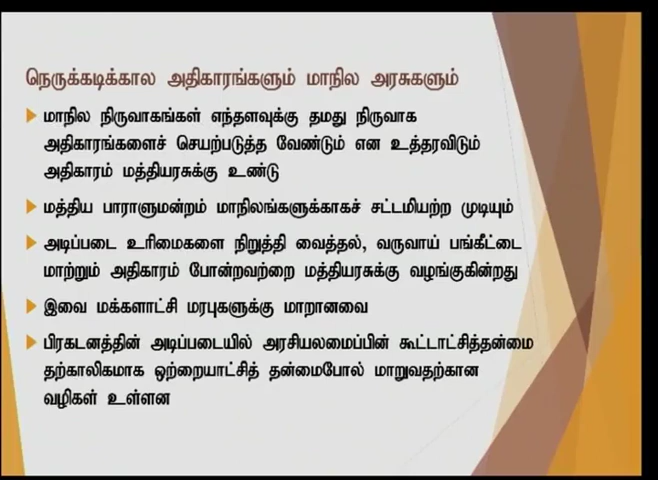 நெருக்கடிக்கால அதிகாரங்களும் மாநில அரசுகளும்
மாநில நிருவாகங்கள் எந்தளவுக்கு தமது நிருவாக
அதிகாரங்களைச் செயற்படுத்த வேண்டும் என உத்தரவிடும்
அதிகாரம் மத்தியரசுக்கு உண்டு
மத்திய பாராளுமன்றம் மாநிலங்களுக்காகச் சட்டமியற்ற முடியும்
அடிப்படை உரிமைகளை நிறுத்தி வைத்தல், வருவாய் பங்கீட்டை
மாற்றும் அதிகாரம் போன்றவற்றை மத்தியரசுக்கு வழங்குகின்றது
இவை மக்களாட்சி மரபுகளுக்கு மாறானவை
பிரகடனத்தின் அடிப்படையில் அரசியலமைப்பின் கூட்டாட்சித்தன்மை
தற்காலிகமாக ஒற்றையாட்சித் தன்மைபோல் மாறுவதற்கான
வழிகள் உள்ளன